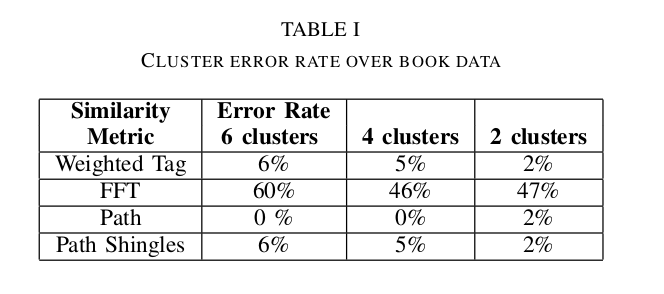 TABLE I
CLUSTER ERROR RATE OVER BOOK DATA
Similarity Metric | Error Rate 6 clusters | 4 clusters | 2 clusters
Weighted Tag | 6% | 5% | 2%
FFT | 60% | 46% | 47%
Path | 0 % | 0% | 2%
Path Shingles | 6% | 5% | 2%